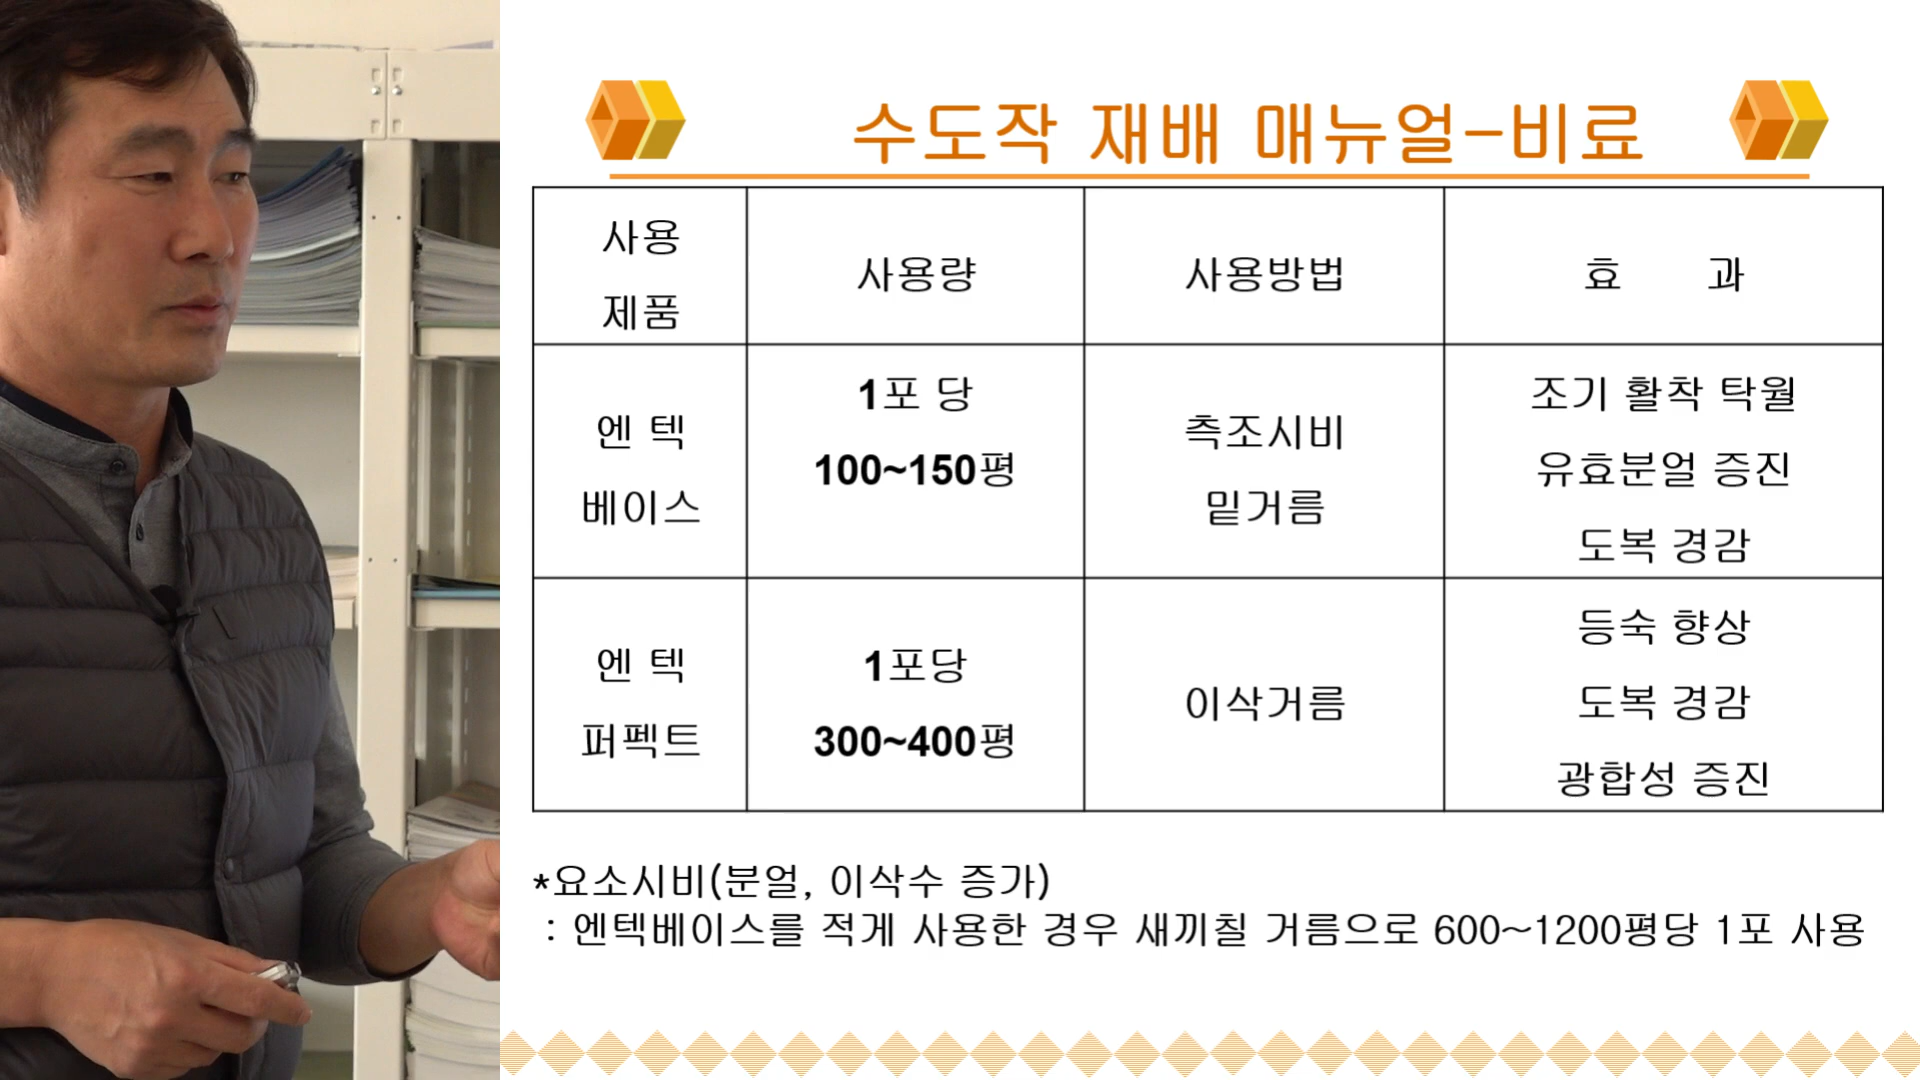 수도작 재배 매뉴얼-비료
사용
제품
사용량
사용방법
효 과
엔 텍
베이스
1포 당
100~150평
측조시비
밑거름
조기 활착 탁월
유효분얼 증진
도복 경감
엔 텍
퍼펙트
1포당
300~400평
이삭거름
등숙 향상
도복 경감
광합성 증진
*요소시비(분얼, 이삭수 증가)
: 엔텍베이스를 적게 사용한 경우 새끼칠 거름으로 600~1200평당 1포 사용